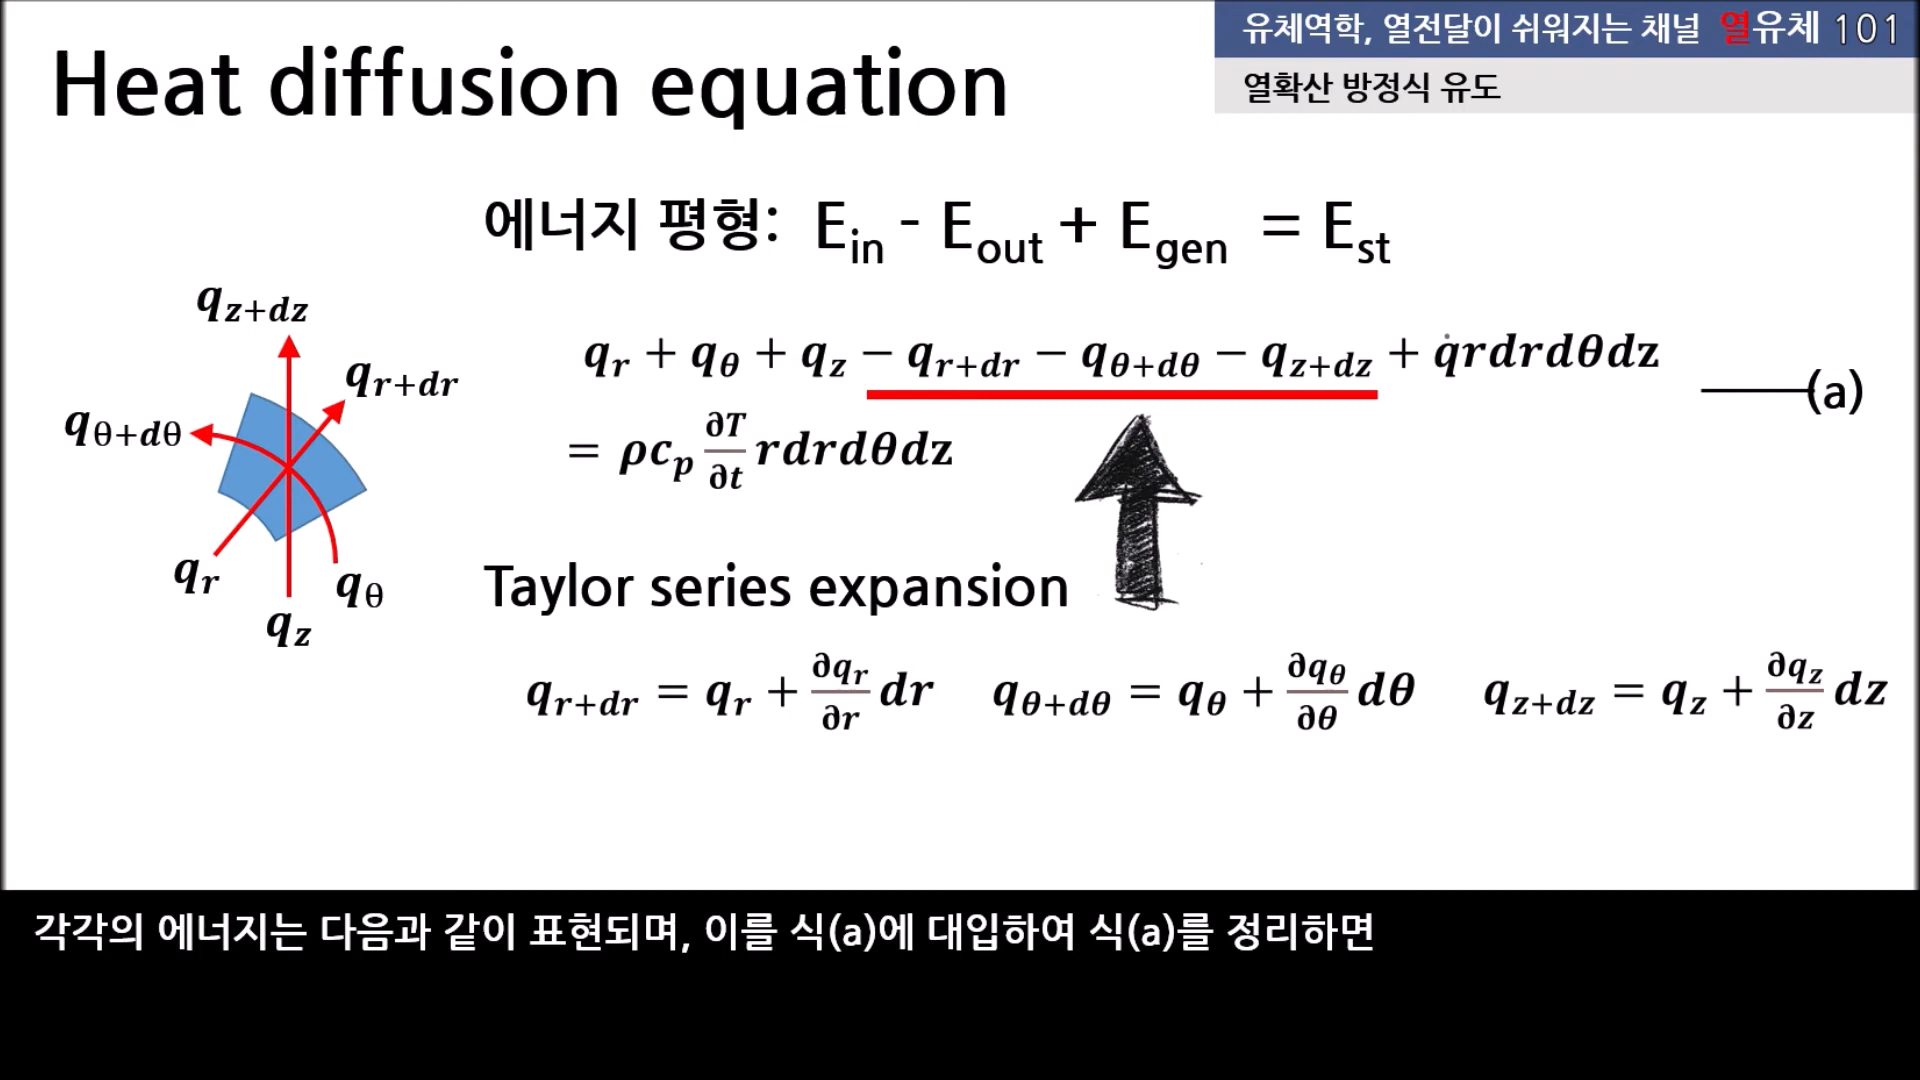 유체역학, 열전달이 쉬워지는 채널 열유체 101
열확산 방정식 유도
Heat diffusion equation
에너지 평형: E_in - E_out + E_gen = E_st
q_{z+dz}
q_{r+dr}
q_{θ+dθ}
q_r
q_θ
q_z
q_r + q_θ + q_z − q_{r+dr} − q_{θ+dθ} − q_{z+dz} + q̇rdrdθdz
(a)
= ρc_p ∂T/∂t rdrdθdz
Taylor series expansion
q_{r+dr} = q_r + ∂q_r/∂r dr q_{θ+dθ} = q_θ + ∂q_θ/∂θ dθ q_{z+dz} = q_z + ∂q_z/∂z dz
각각의 에너지는 다음과 같이 표현되며, 이를 식(a)에 대입하여 식(a)를 정리하면